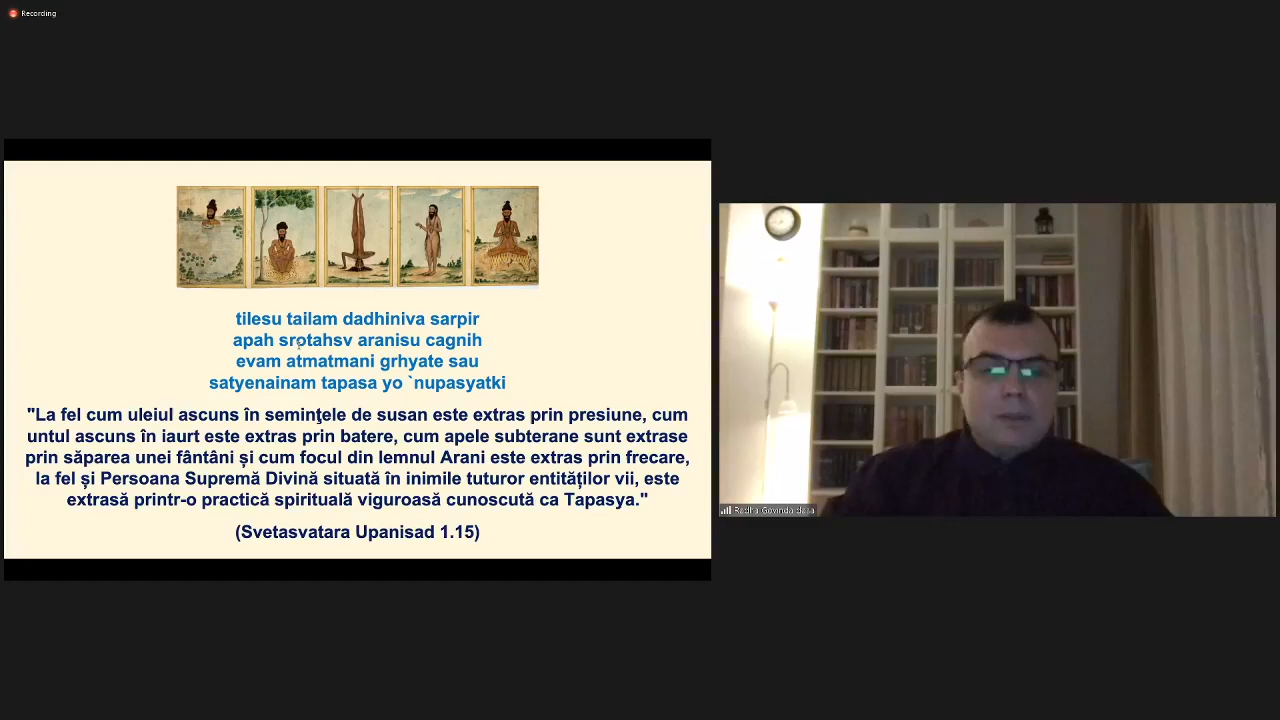 Recording
tilesu tailam dadhiniva sarpir
apah srotahsv aranisu cagnih
evam atmatmani grhyate sau
satyenainam tapasa yo `nupasyatki
"La fel cum uleiul ascuns în seminţele de susan este extras prin presiune, cum
untul ascuns în iaurt este extras prin batere, cum apele subterane sunt extrase
prin săparea unei fântâni și cum focul din lemnul Arani este extras prin frecare,
la fel și Persoana Supremă Divină situată în inimile tuturor entităților vii, este
extrasă printr-o practică spirituală viguroasă cunoscută ca Tapasya."
(Svetasvatara Upanisad 1.15)
Radha Govinda dasa